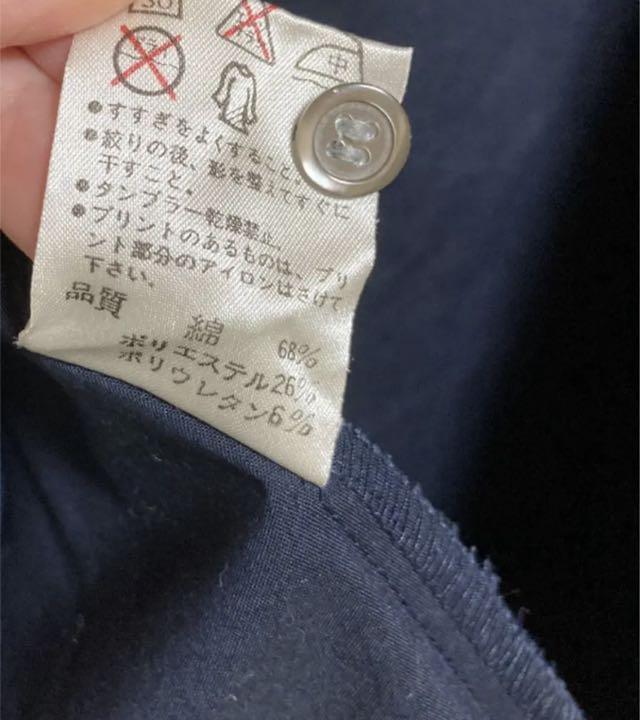 30
中
●すすぎをよくすること。
●絞りの後、形を整えてすぐに
干すこと。
●タンブラー乾燥禁止。
●プリントのあるものは、プリ
ント部分のアイロンはさけて
下さい。
品質
綿 68%
ポリエステル26%
ポリウレタン6%